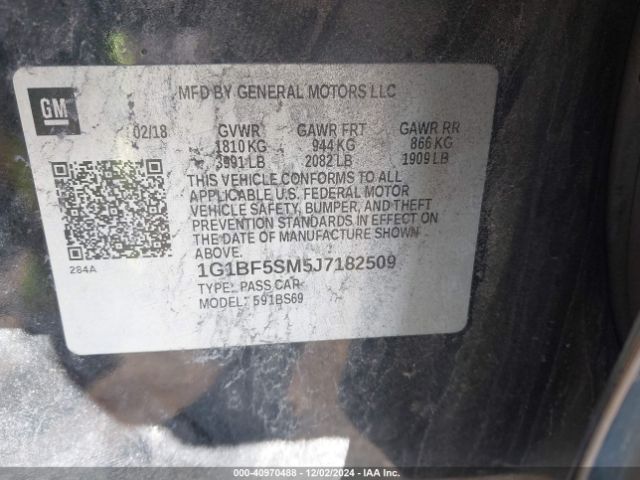 GM
MFD BY GENERAL MOTORS LLC
02/18 GVWR GAWR FRT GAWR RR
1810 KG 944 KG 866 KG
3991 LB 2082 LB 1909 LB
THIS VEHICLE CONFORMS TO ALL
APPLICABLE U.S. FEDERAL MOTOR
VEHICLE SAFETY, BUMPER, AND THEFT
PREVENTION STANDARDS IN EFFECT ON
THE DATE OF MANUFACTURE SHOWN
ABOVE.
284A
1G1BF5SM5J7182509
TYPE: PASS CAR
MODEL: 591BS69
000-40970488 - 12/02/2024 - IAA Inc.